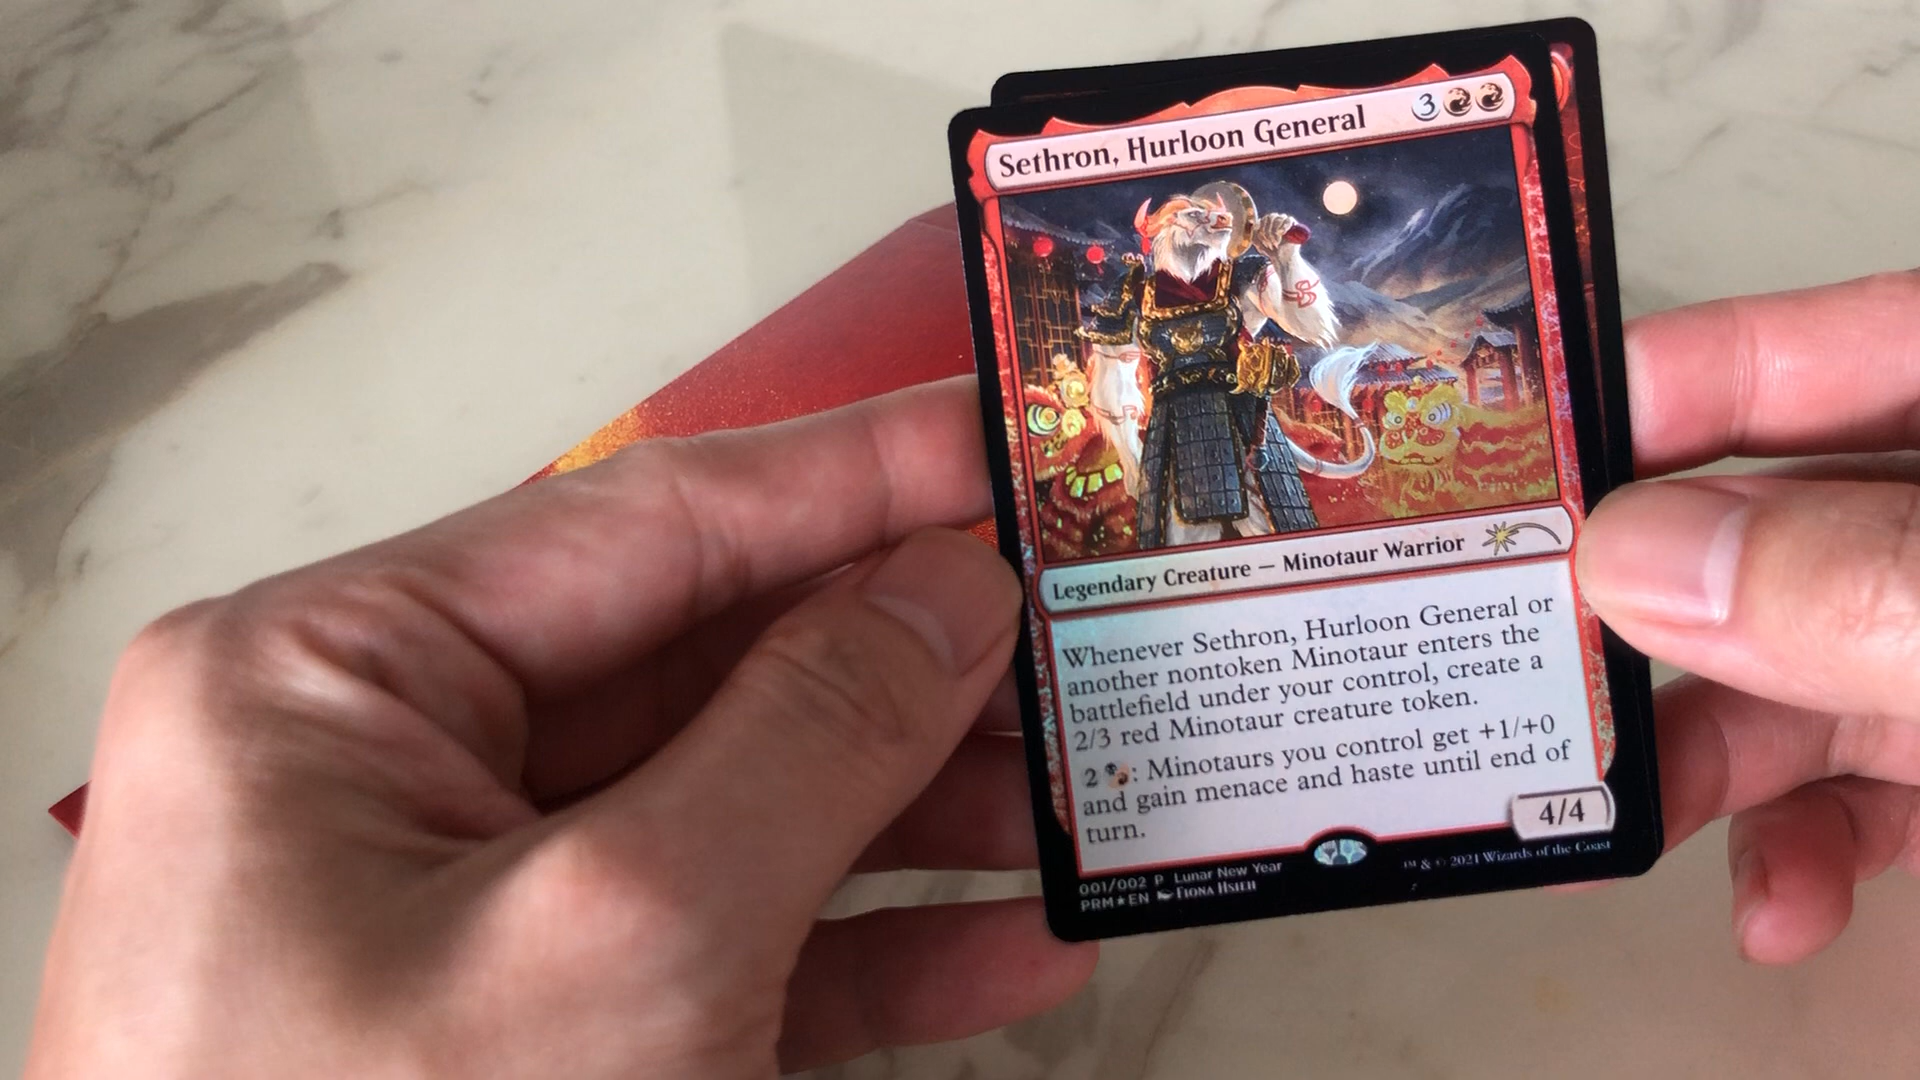 Sethron, Hurloon General 3
Legendary Creature — Minotaur Warrior
Whenever Sethron, Hurloon General or
another nontoken Minotaur enters the
battlefield under your control, create a
2/3 red Minotaur creature token.
2 : Minotaurs you control get +1/+0
and gain menace and haste until end of
turn.
4/4
001/002 P Lunar New Year
PRM★EN Fiona Hsieh
™ & © 2021 Wizards of the Coast